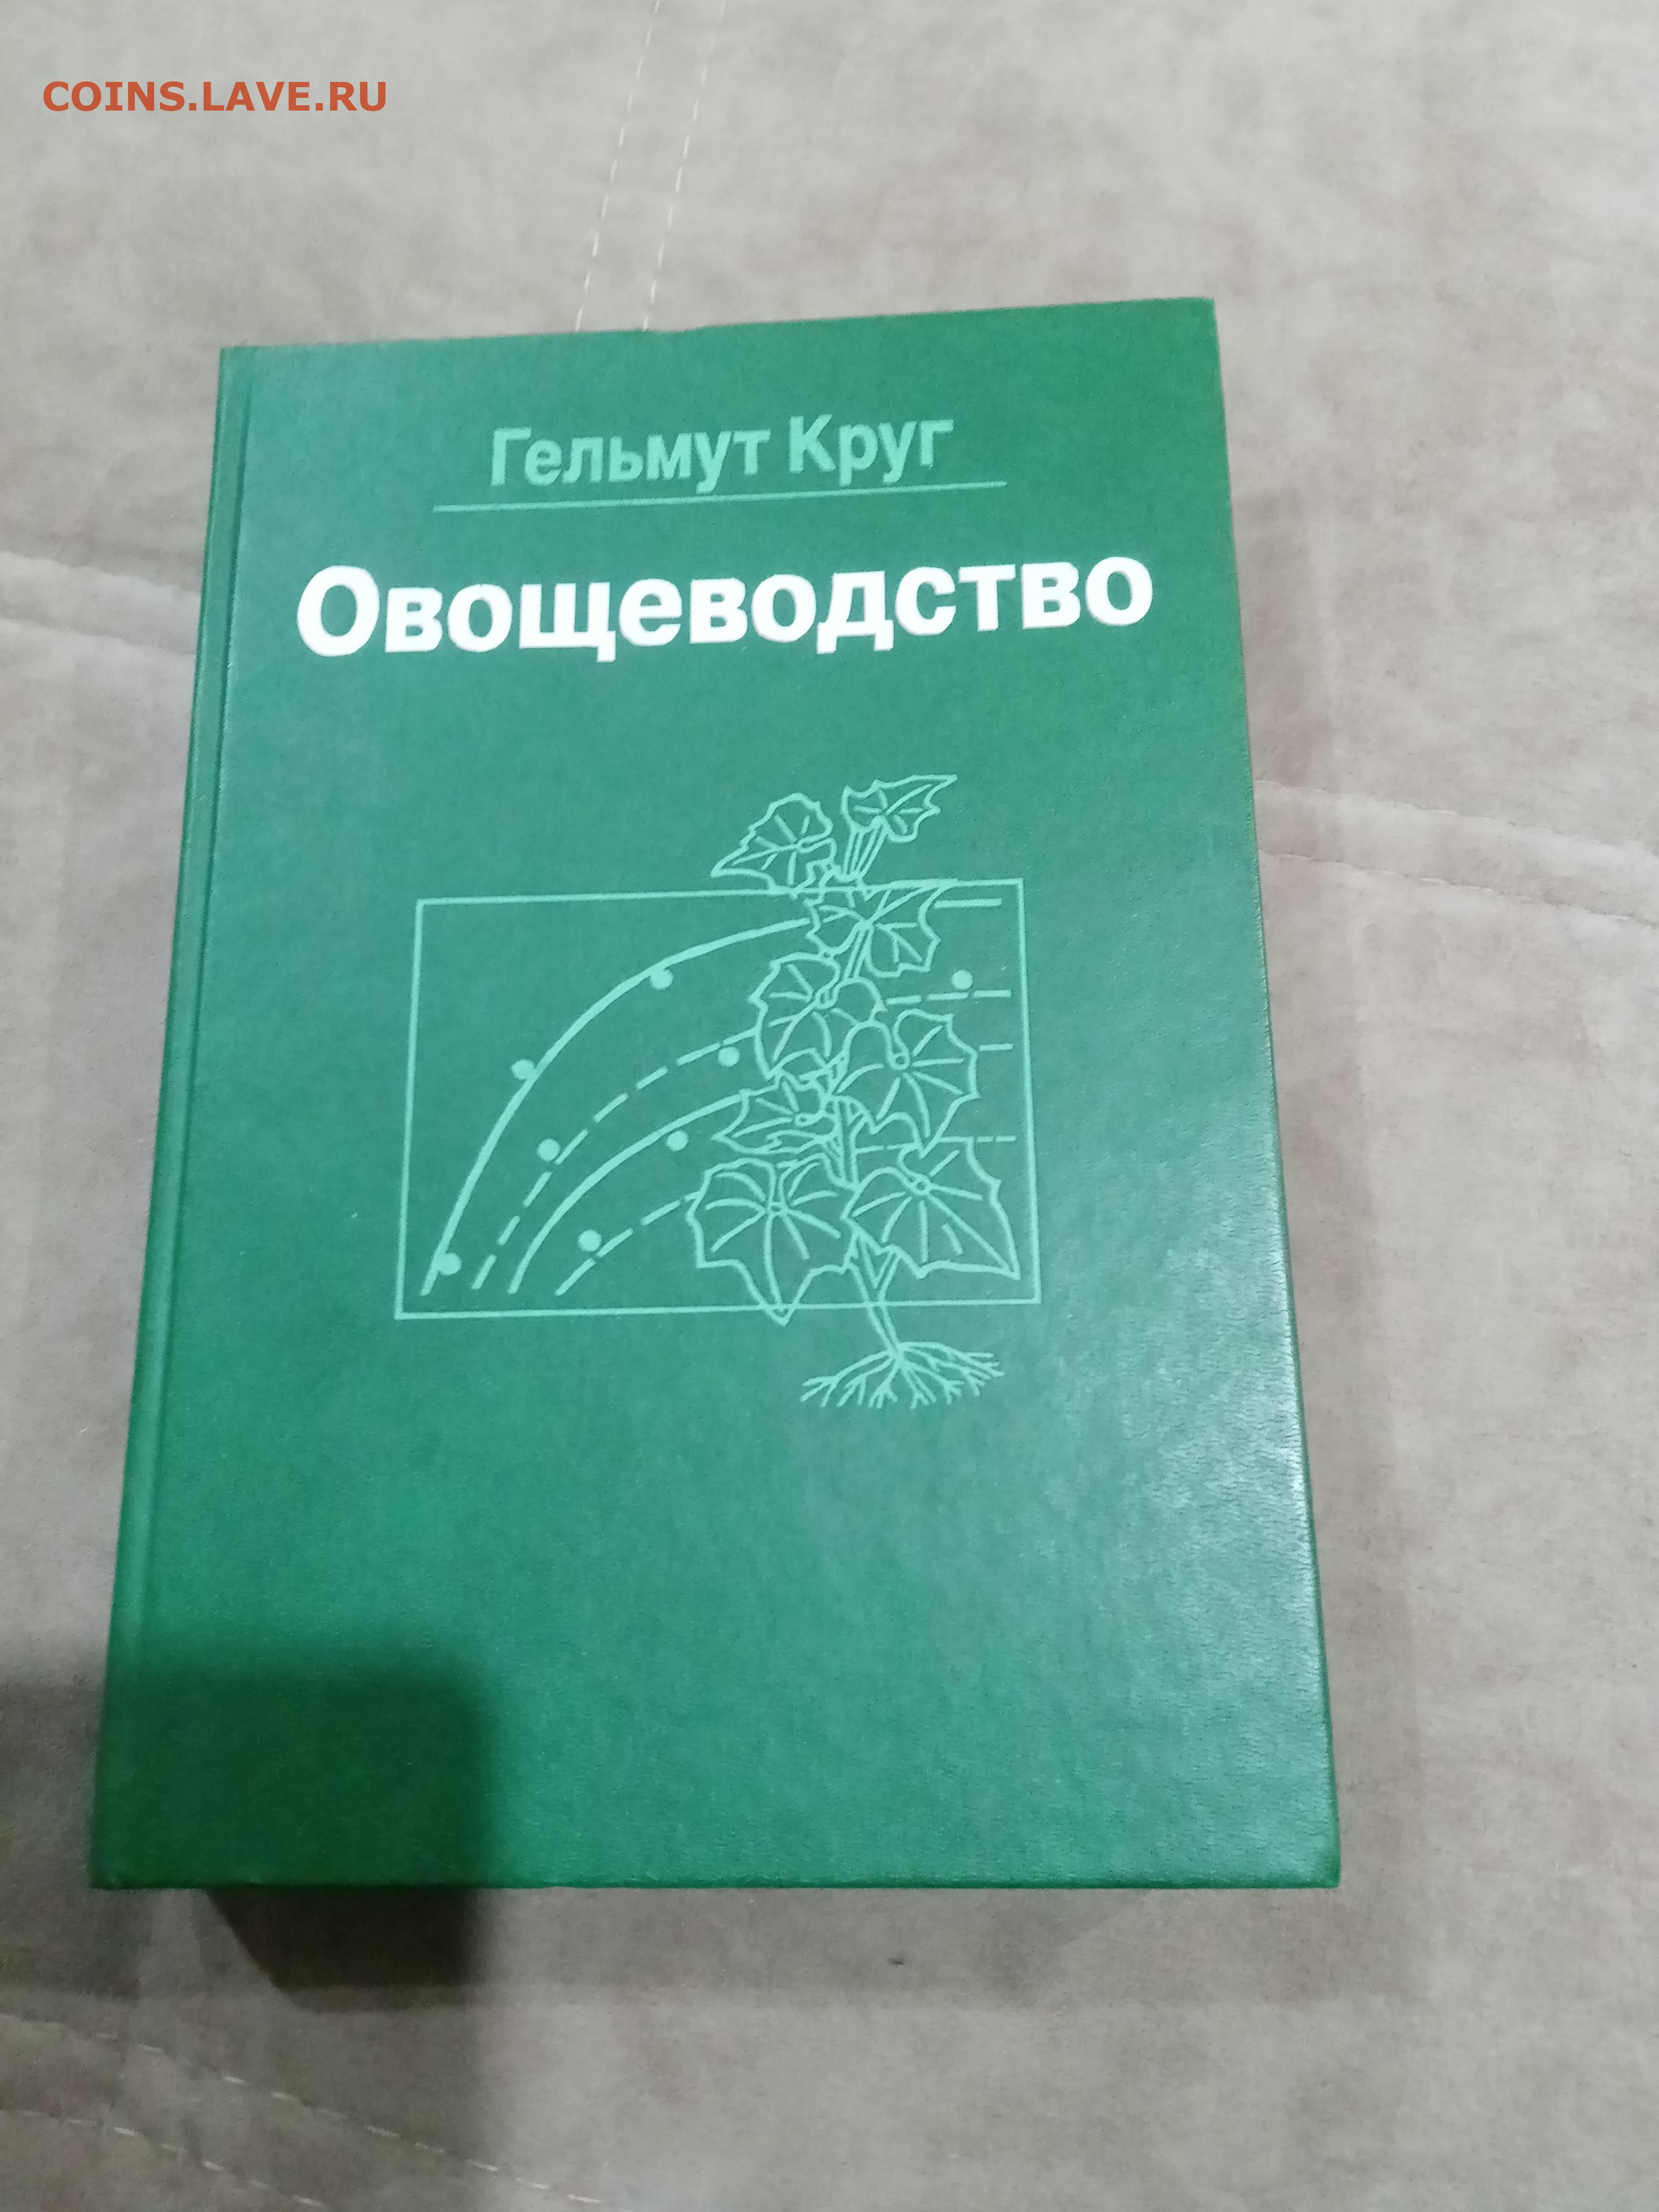 COINS.LAVE.RU
Гельмут Круг
Овощеводство